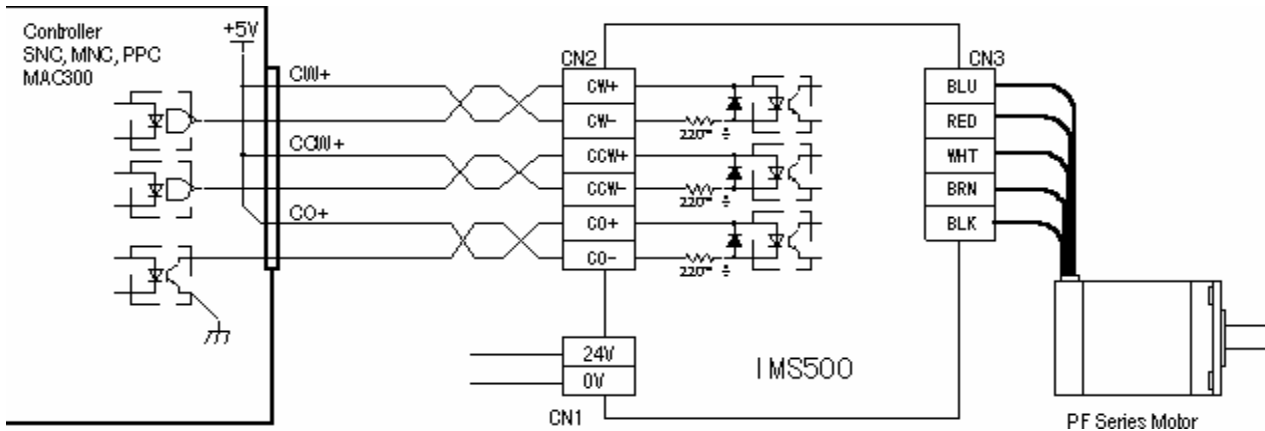 Controller
SNC, MNC, PPC
MAC300
+5V
CW+
CCW+
CO+
CN2
CW+
CW-
CCW+
CCW-
CO+
CO-
220
220
220
24V
0V
CN1
IMS500
CN3
BLU
RED
WHT
BRN
BLK
PF Series Motor